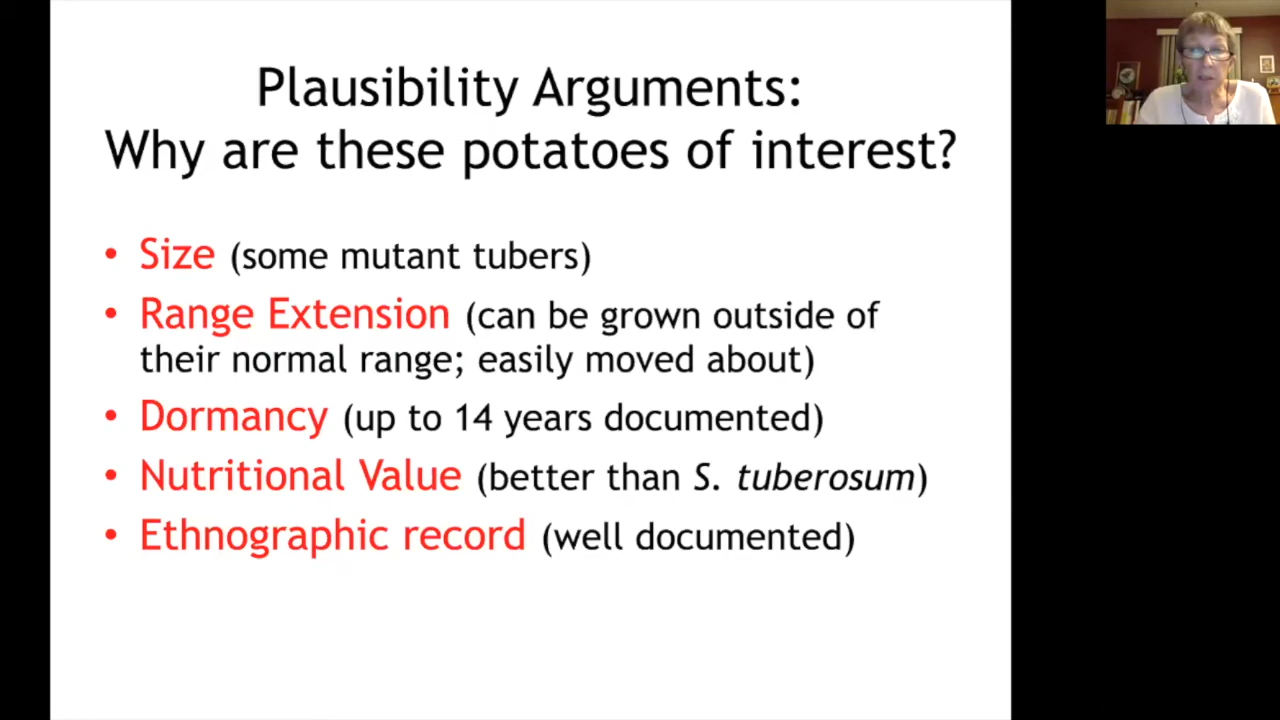 Plausibility Arguments:
Why are these potatoes of interest?
• Size (some mutant tubers)
• Range Extension (can be grown outside of
their normal range; easily moved about)
• Dormancy (up to 14 years documented)
• Nutritional Value (better than S. tuberosum)
• Ethnographic record (well documented)